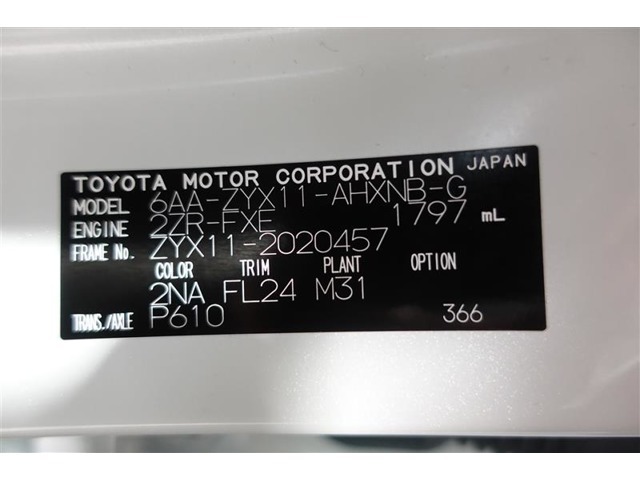 TOYOTA MOTOR CORPORATION JAPAN
MODEL 6AA-ZYX11-AHXNB-G
ENGINE 2ZR-FXE 1797 mL
FRAME No. ZYX11-2020457
COLOR TRIM PLANT OPTION
2NA FL24 M31
TRANS./AXLE P610 366